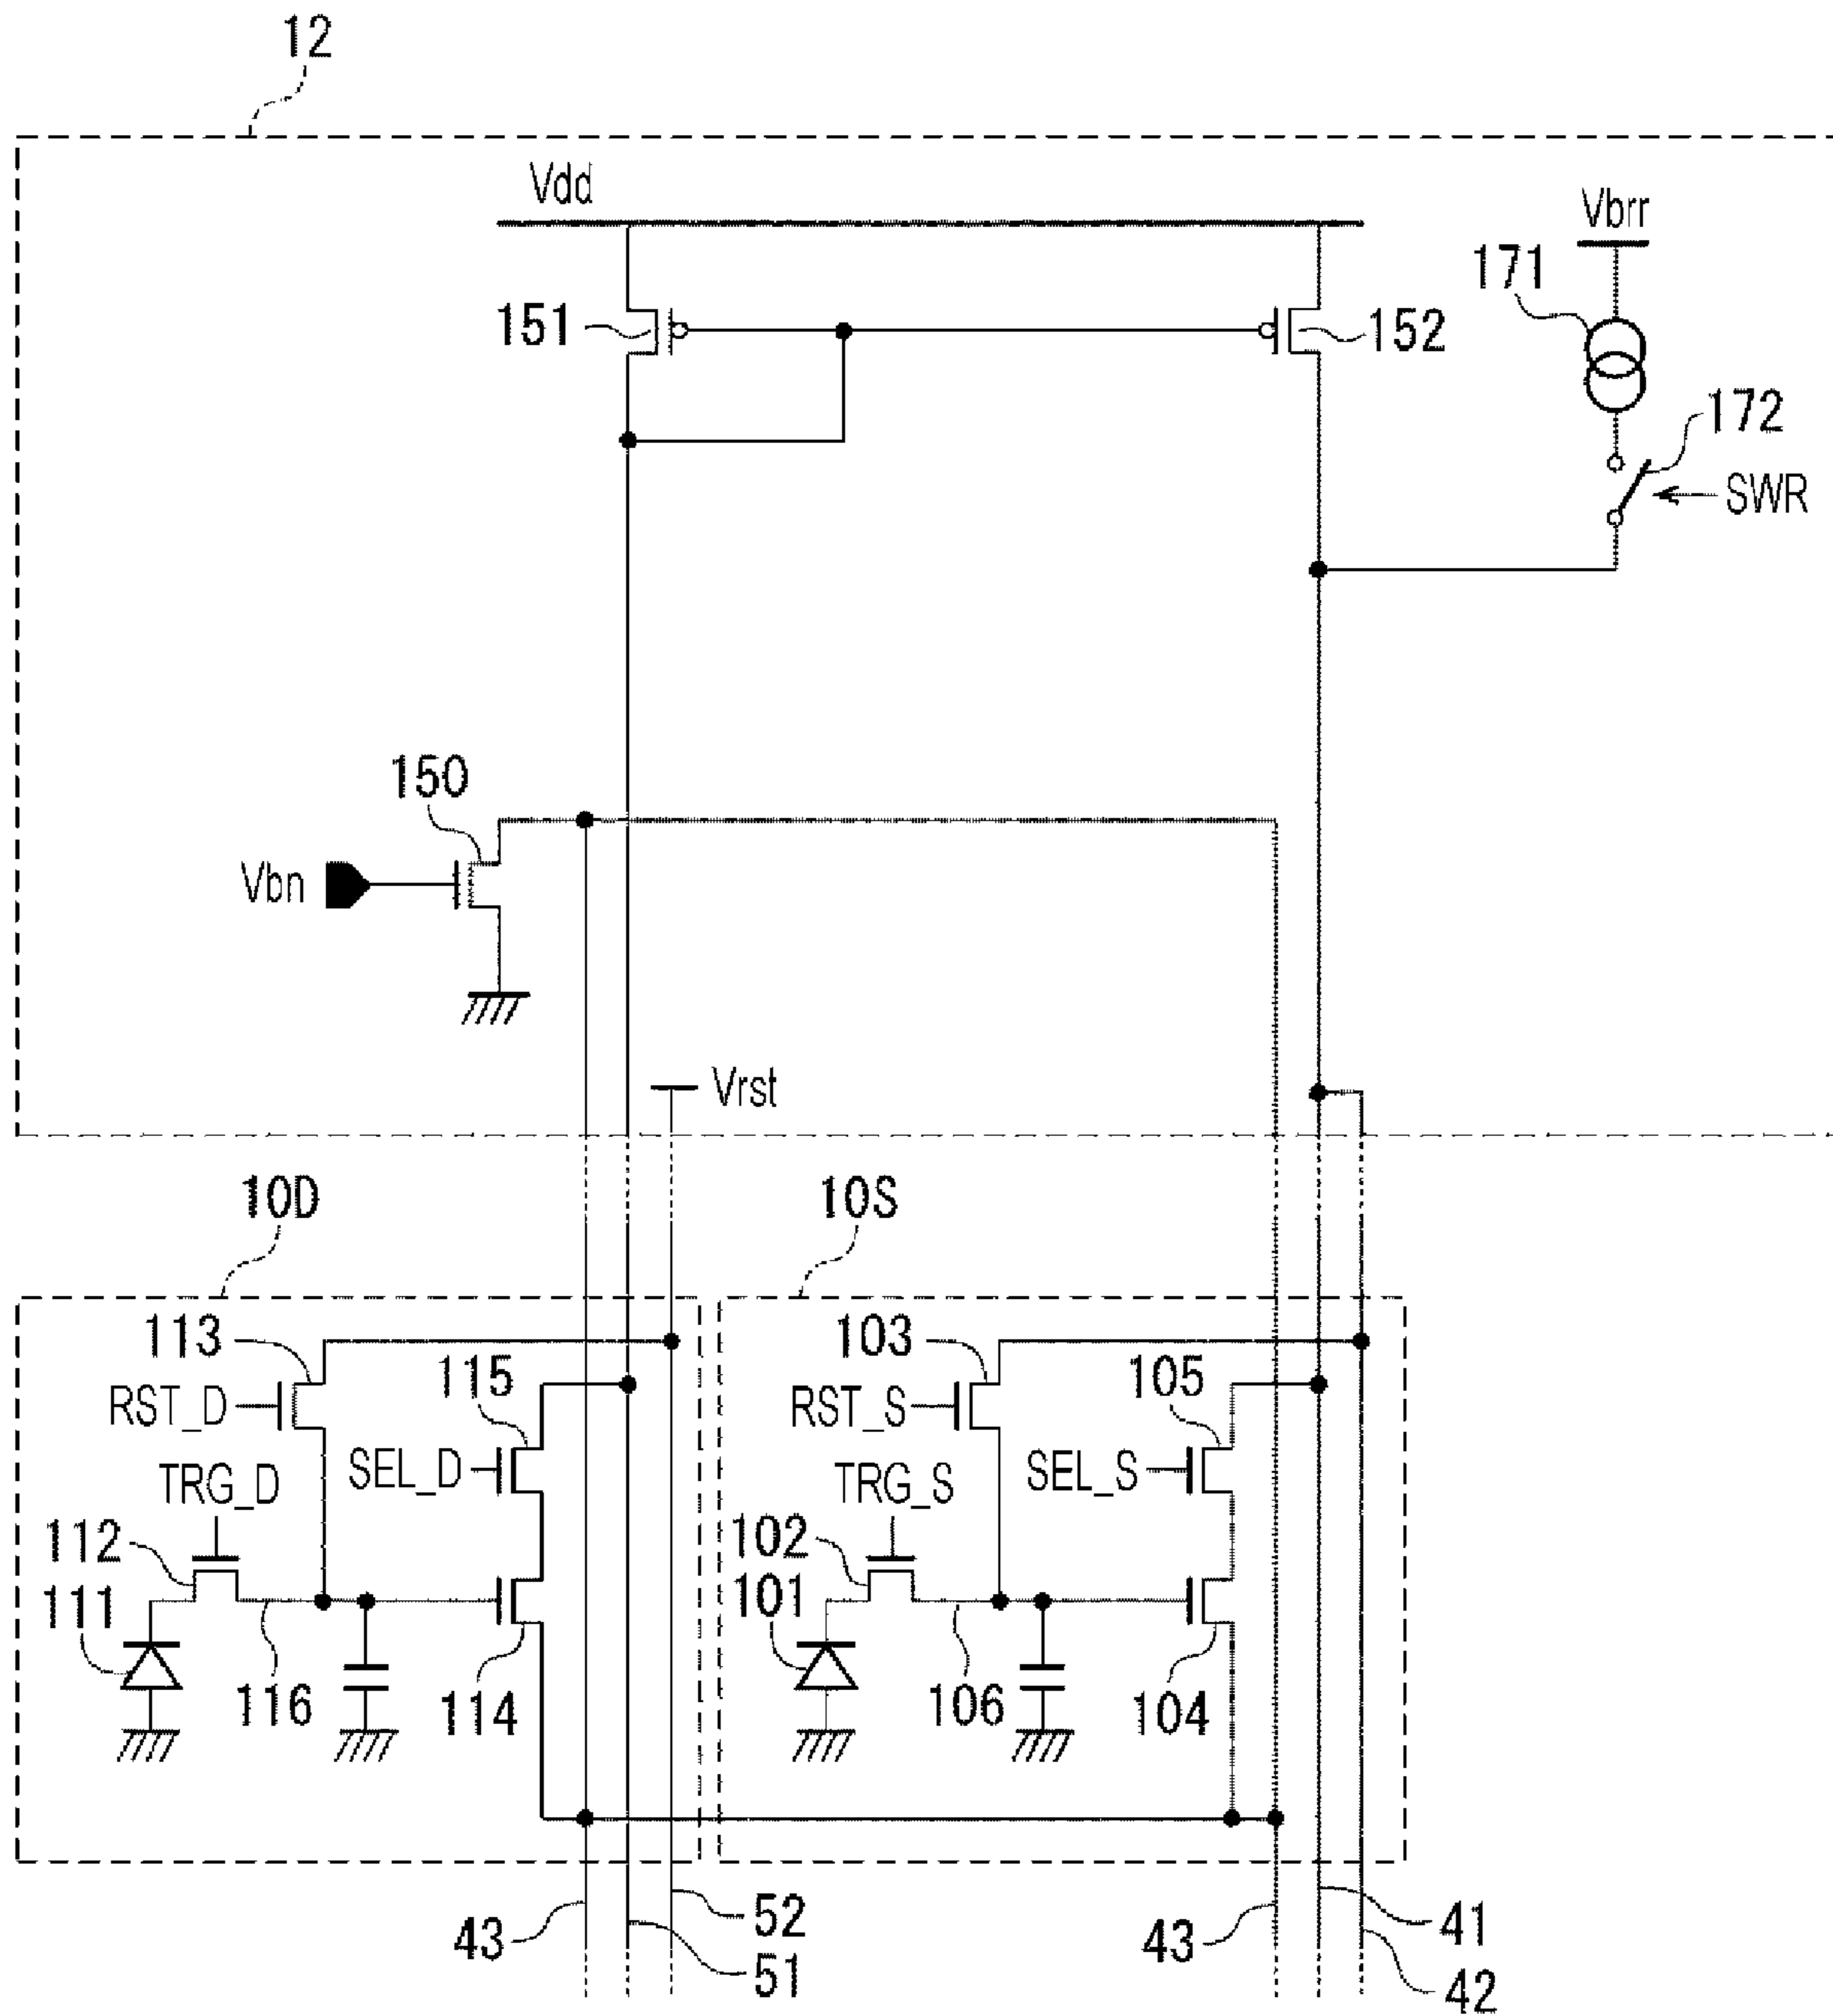 12
Vdd
Vbrr
171
151
152
172
SWR
150
Vbn
Vrst
10D
10S
113
103
115
105
RST_D
RST_S
SEL_D
SEL_S
TRG_D
TRG_S
112
102
111
101
116
114
106
104
43
52
51
43
41
42